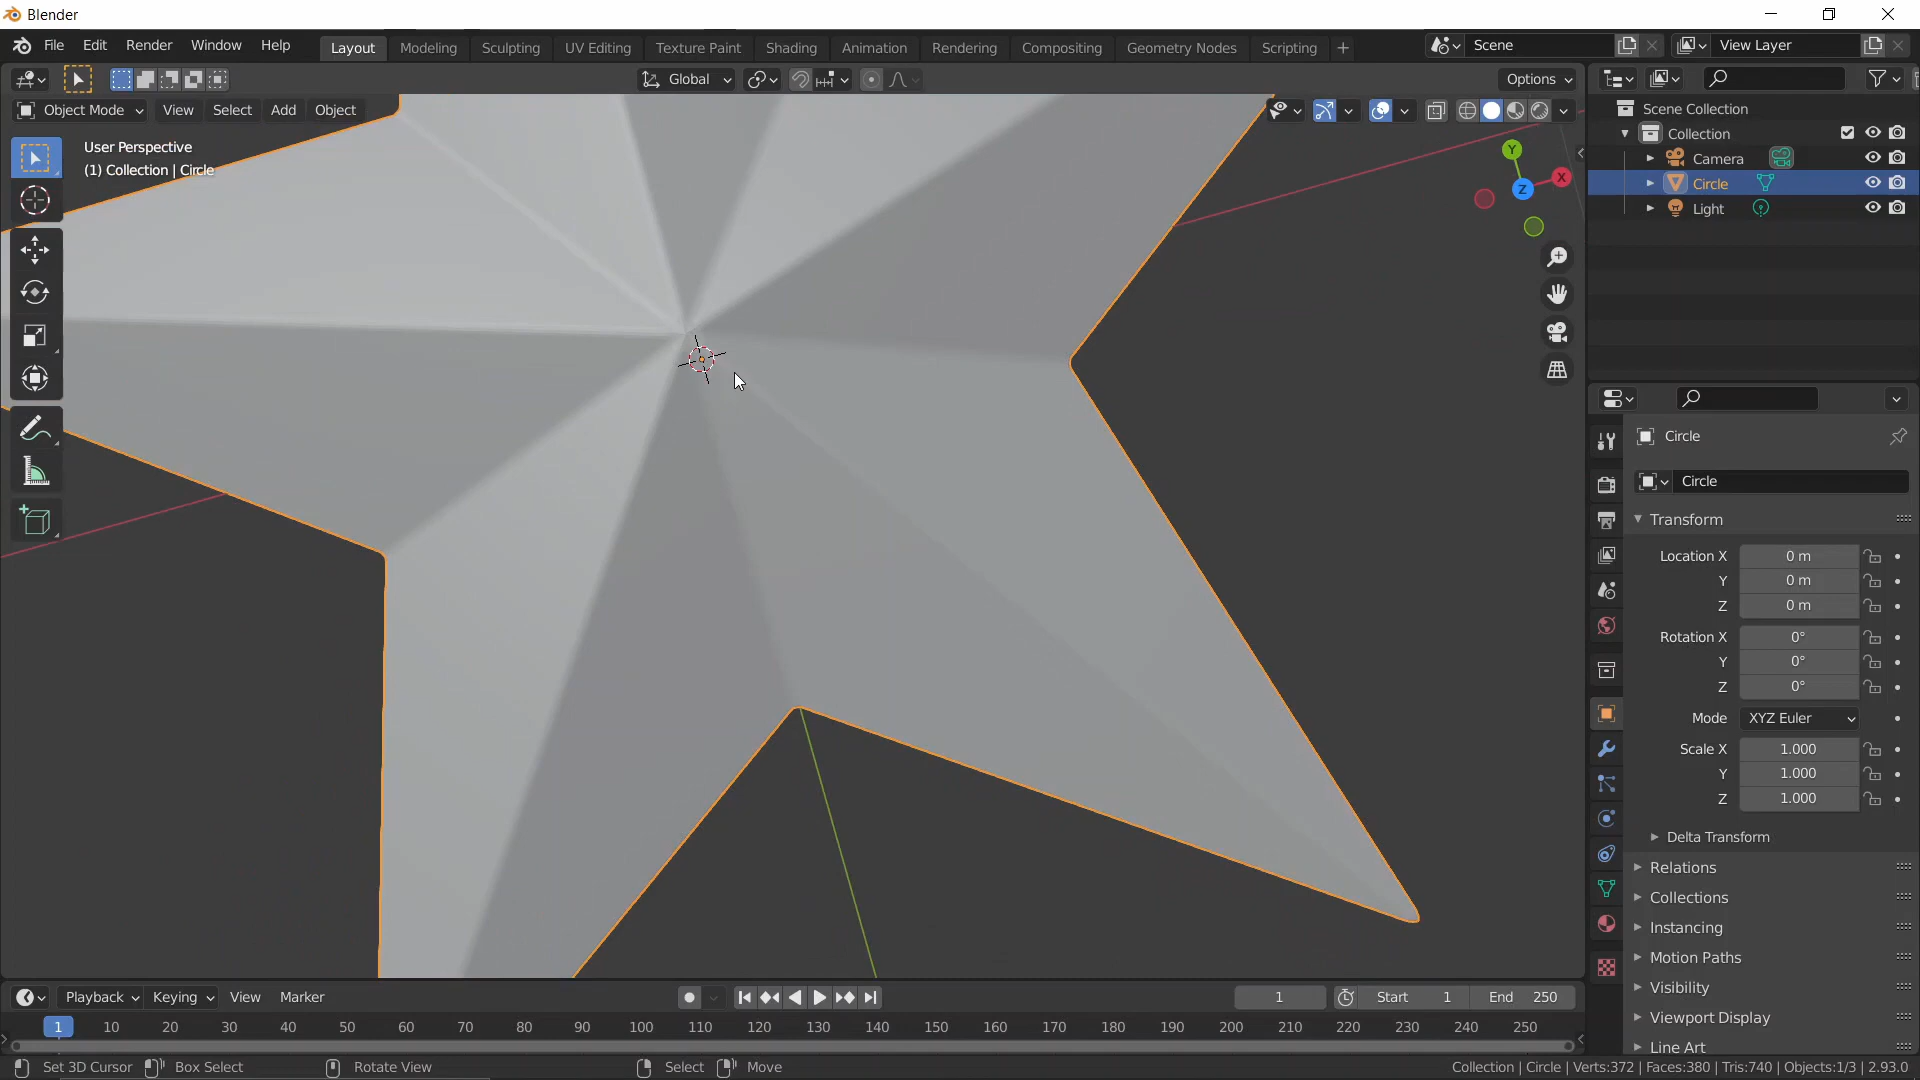 Blender
File Edit Render Window Help Layout Modeling Sculpting UV Editing Texture Paint Shading Animation Rendering Compositing Geometry Nodes Scripting + Scene View Layer
Global Options
Object Mode View Select Add Object
User Perspective
(1) Collection | Circle
Y
X
Z
Scene Collection
Collection
Camera
Circle
Light
Circle
Circle
Transform
Location X 0 m
Y 0 m
Z 0 m
Rotation X 0°
Y 0°
Z 0°
Mode XYZ Euler
Scale X 1.000
Y 1.000
Z 1.000
Delta Transform
Relations
Collections
Instancing
Motion Paths
Visibility
Viewport Display
Line Art
Playback Keying View Marker 1 Start 1 End 250
1 10 20 30 40 50 60 70 80 90 100 110 120 130 140 150 160 170 180 190 200 210 220 230 240 250
Set 3D Cursor Box Select Rotate View Select Move Collection | Circle | Verts:372 | Faces:380 | Tris:740 | Objects:1/3 | 2.93.0